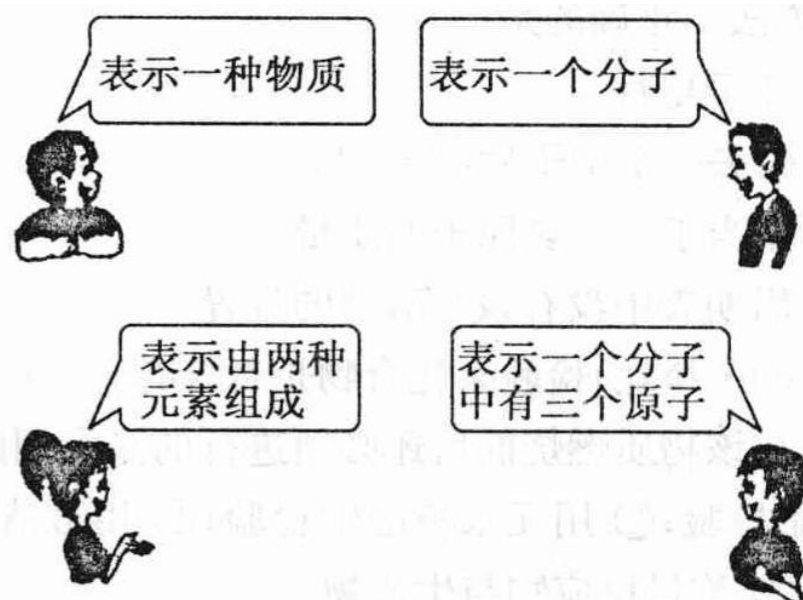 表示一种物质
表示一个分子
表示由两种
元素组成
表示一个分子
中有三个原子